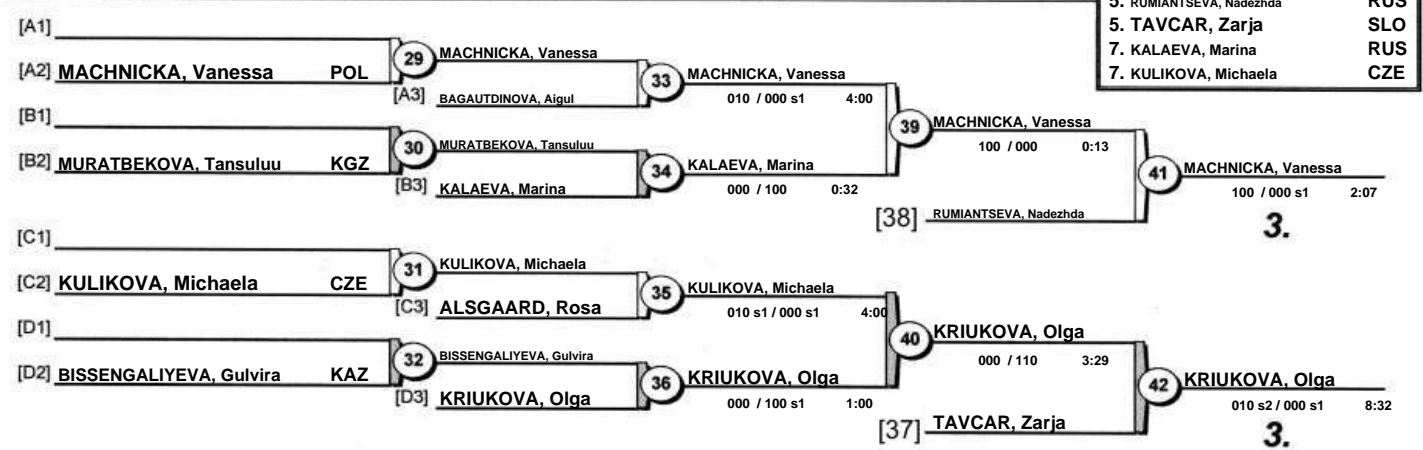 5. RUMIANTSEVA, Nadezhda RUS
5. TAVCAR, Zarja SLO
7. KALAEVA, Marina RUS
7. KULIKOVA, Michaela CZE
[A1]
29 MACHNICKA, Vanessa
[A2] MACHNICKA, Vanessa POL
33 MACHNICKA, Vanessa
[A3] BAGAUTDINOVA, Aigul
010 / 000 s1 4:00
[B1]
39 MACHNICKA, Vanessa
100 / 000 0:13
30 MURATBEKOVA, Tansuluu
[B2] MURATBEKOVA, Tansuluu KGZ
34 KALAEVA, Marina
[B3] KALAEVA, Marina
000 / 100 0:32
41 MACHNICKA, Vanessa
100 / 000 s1 2:07
[38] RUMIANTSEVA, Nadezhda
3.
[C1]
31 KULIKOVA, Michaela
[C2] KULIKOVA, Michaela CZE
35 KULIKOVA, Michaela
[C3] ALSGAARD, Rosa
010 s1 / 000 s1 4:00
[D1]
40 KRIUKOVA, Olga
000 / 110 3:29
32 BISSENGALIYEVA, Gulvira
[D2] BISSENGALIYEVA, Gulvira KAZ
36 KRIUKOVA, Olga
[D3] KRIUKOVA, Olga
000 / 100 s1 1:00
42 KRIUKOVA, Olga
010 s2 / 000 s1 8:32
[37] TAVCAR, Zarja
3.